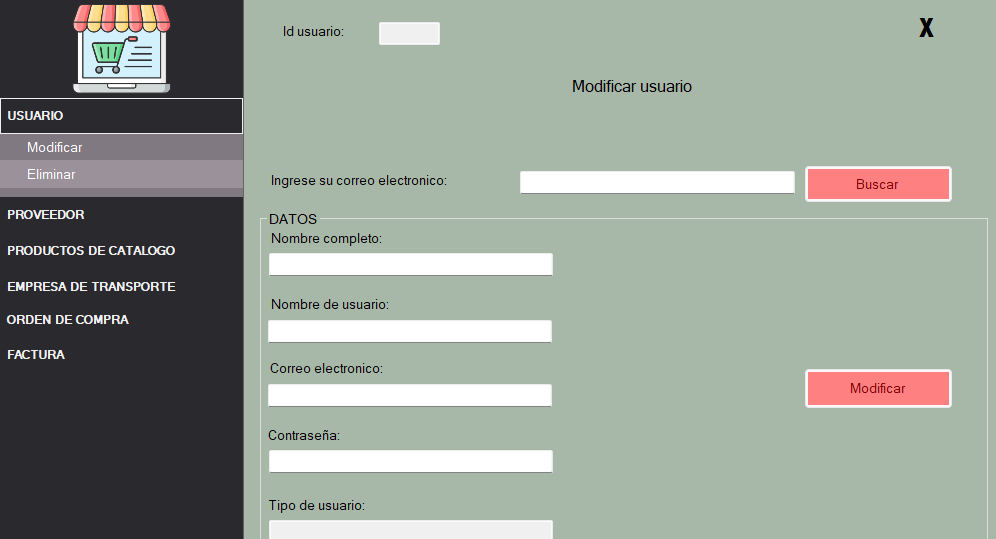 Id usuario:
X
Modificar usuario
USUARIO
Modificar
Eliminar
PROVEEDOR
PRODUCTOS DE CATALOGO
EMPRESA DE TRANSPORTE
ORDEN DE COMPRA
FACTURA
Ingrese su correo electronico:
Buscar
DATOS
Nombre completo:
Nombre de usuario:
Correo electronico:
Modificar
Contraseña:
Tipo de usuario: